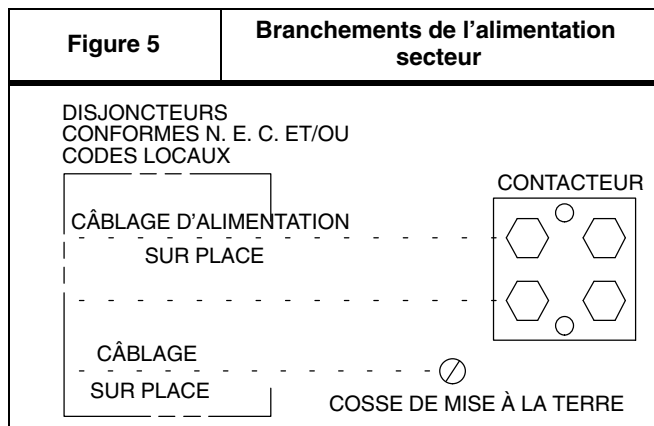 Figure 5
Branchements de l'alimentation
secteur
DISJONCTEURS
CONFORMES N. E. C. ET/OU
CODES LOCAUX
CONTACTEUR
CÂBLAGE D'ALIMENTATION
SUR PLACE
CÂBLAGE
SUR PLACE
COSSE DE MISE À LA TERRE